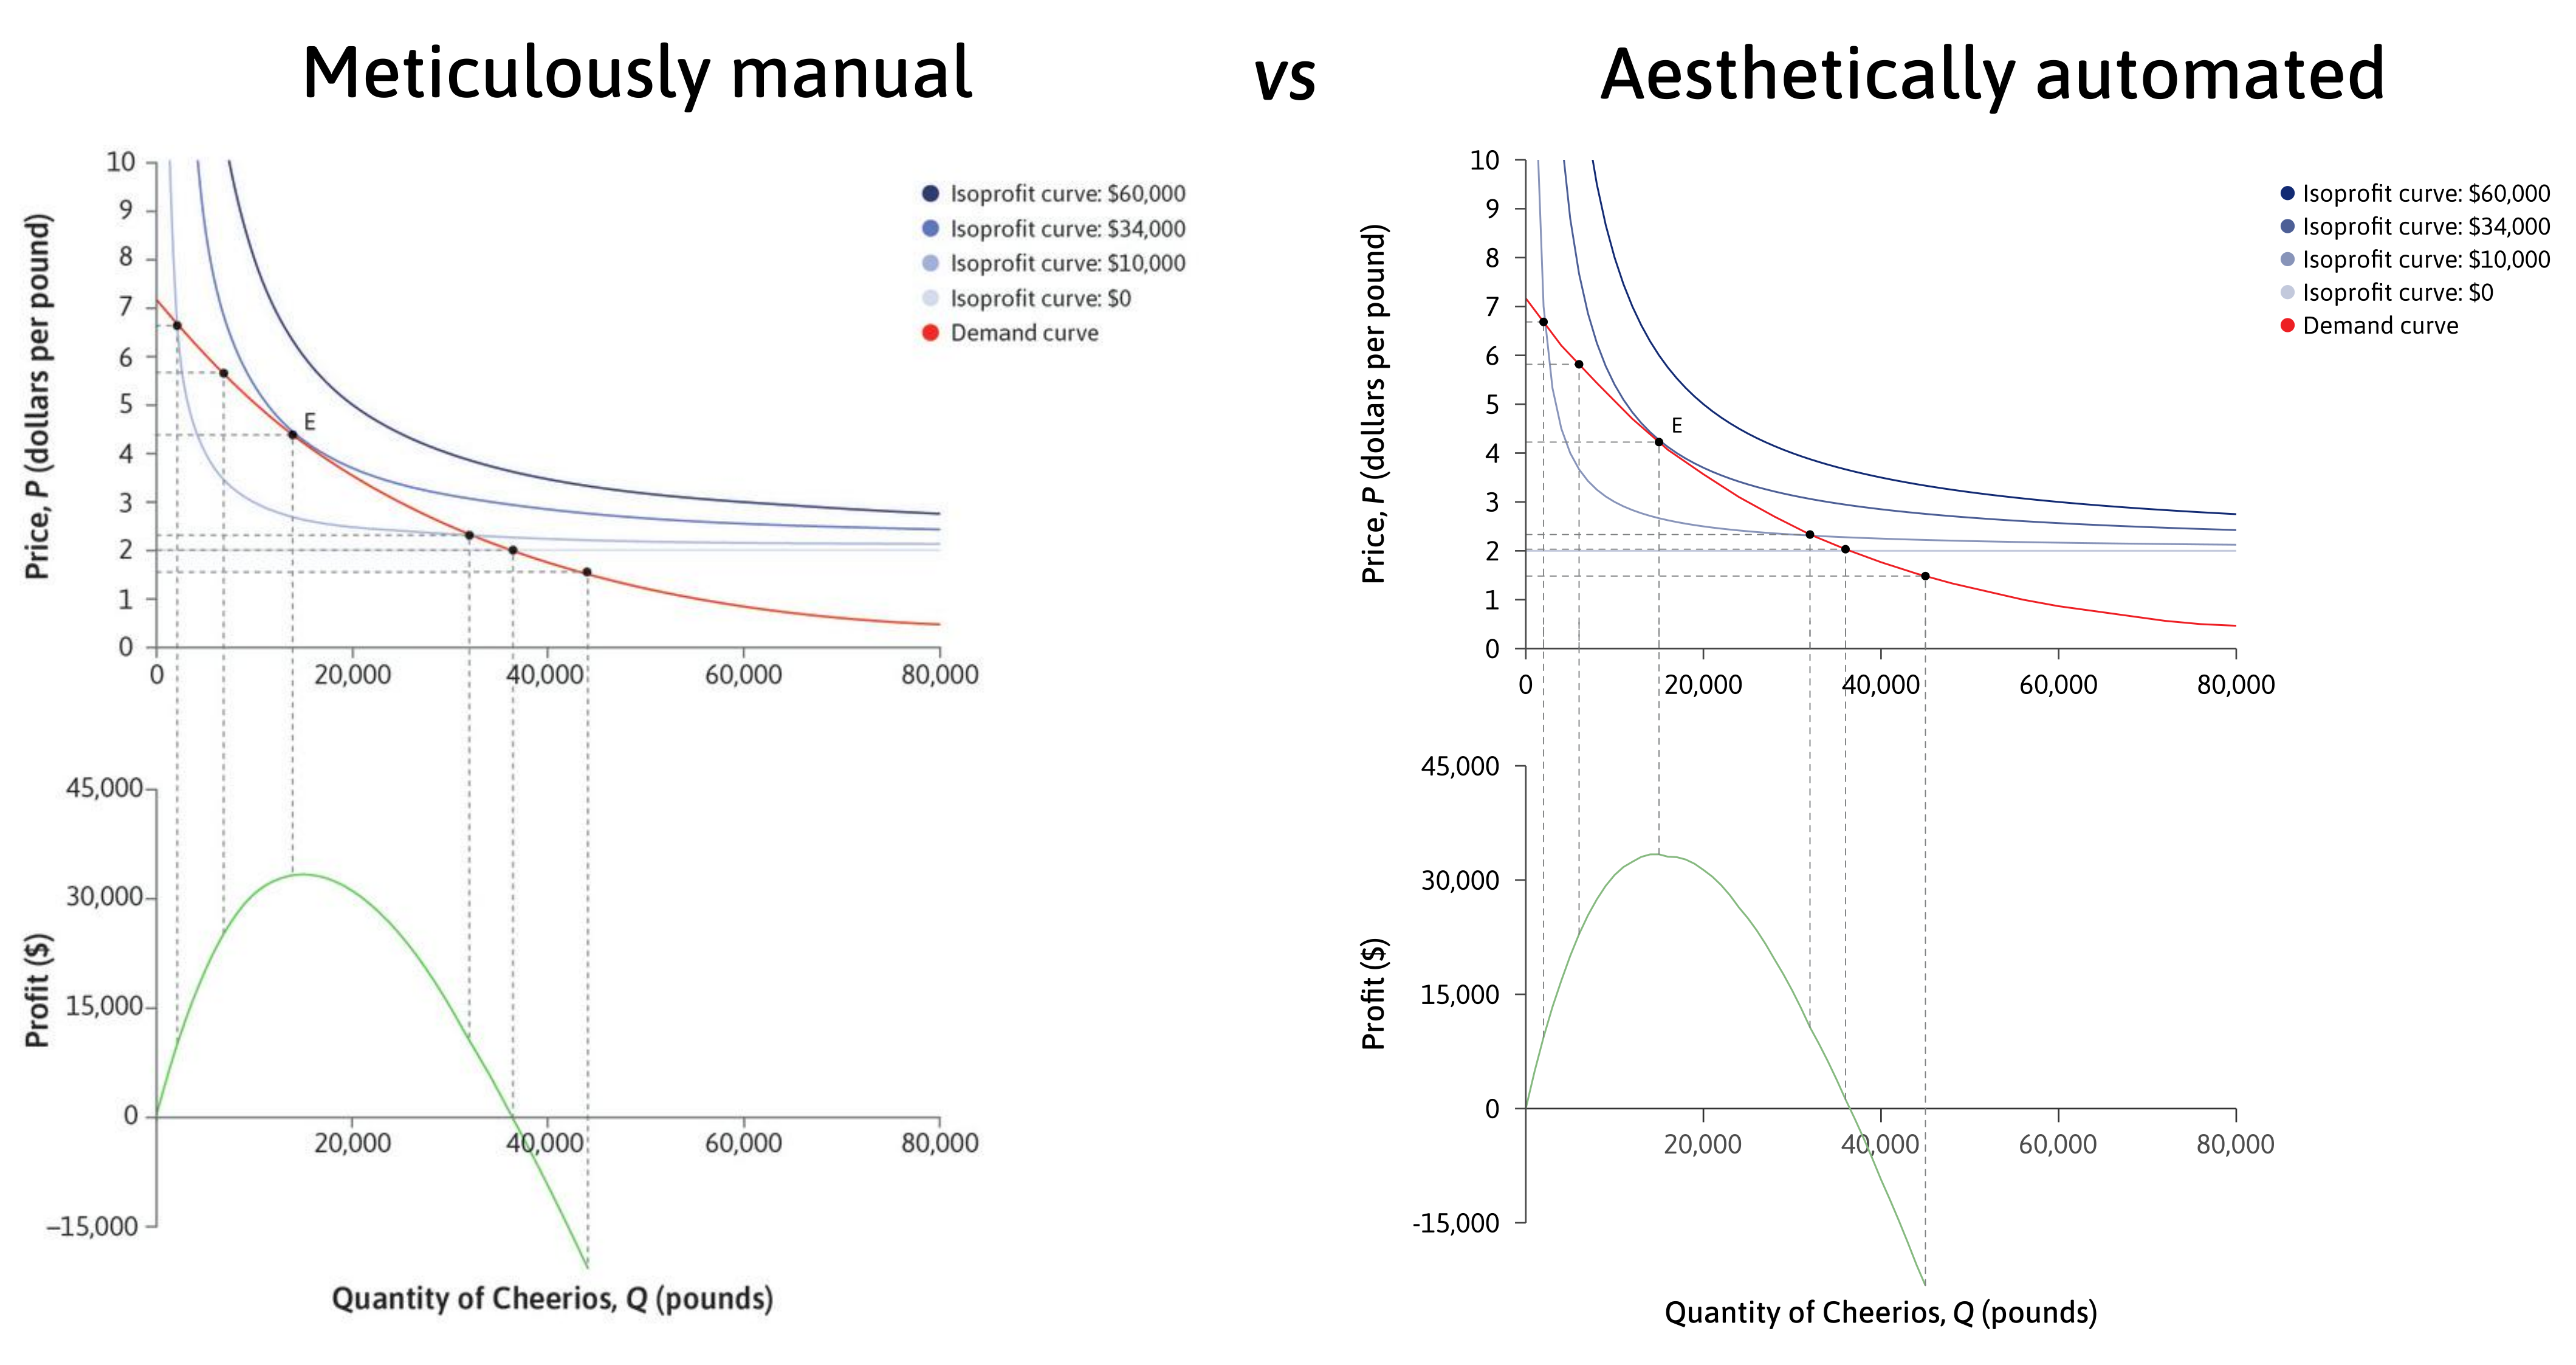 Meticulously manual
vs
Aesthetically automated
10
9
8
7
6
5
4
3
2
1
0
Price, P (dollars per pound)
E
Isoprofit curve: $60,000
Isoprofit curve: $34,000
Isoprofit curve: $10,000
Isoprofit curve: $0
Demand curve
0
20,000
40,000
60,000
80,000
45,000
30,000
15,000
0
–15,000
Profit ($)
20,000
40,000
60,000
80,000
Quantity of Cheerios, Q (pounds)
10
9
8
7
6
5
4
3
2
1
0
Price, P (dollars per pound)
E
Isoprofit curve: $60,000
Isoprofit curve: $34,000
Isoprofit curve: $10,000
Isoprofit curve: $0
Demand curve
0
20,000
40,000
60,000
80,000
45,000
30,000
15,000
0
-15,000
Profit ($)
20,000
40,000
60,000
80,000
Quantity of Cheerios, Q (pounds)